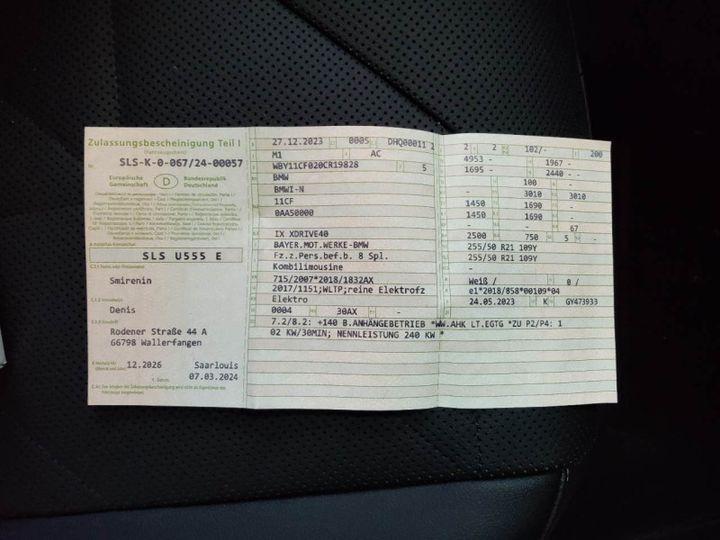 Zulassungsbescheinigung Teil I
(Fahrzeugschein)
Nr. SLS-K-0-067/24-00057
Europäische Gemeinschaft D Bundesrepublik Deutschland
SLS U555 E
Smirenin
Denis
Rodener Straße 44 A
66798 Wallerfangen
12.2026 Saarlouis
07.03.2024
27.12.2023 0005 DHQ00011 2
M1 AC
WBY11CF020CR19828 5
BMW
BMWI-N
11CF
0AA50000
IX XDRIVE40
BAYER.MOT.WERKE-BMW
Fz.z.Pers.bef.b. 8 Spl.
Kombilimousine
715/2007*2018/1832AX
2017/1151;WLTP;reine Elektrofz
Elektro
0004 30AX
7.2/8.2: +140 B.ANHÄNGEBETRIEB *WW.AHK LT.EGTG *ZU P2/P4: 1
02 KW/30MIN; NENNLEISTUNG 240 KW *
2 2 102/- 200
4953 - 1967 -
1695 - 2440 -
- 100 -
- 3010 3010
1450 1690 -
1450 1690 -
- - 67
2500 750 5 -
255/50 R21 109Y
255/50 R21 109Y
-
Weiß / 0 /
e1*2018/858*00109*04
24.05.2023 K GY473933